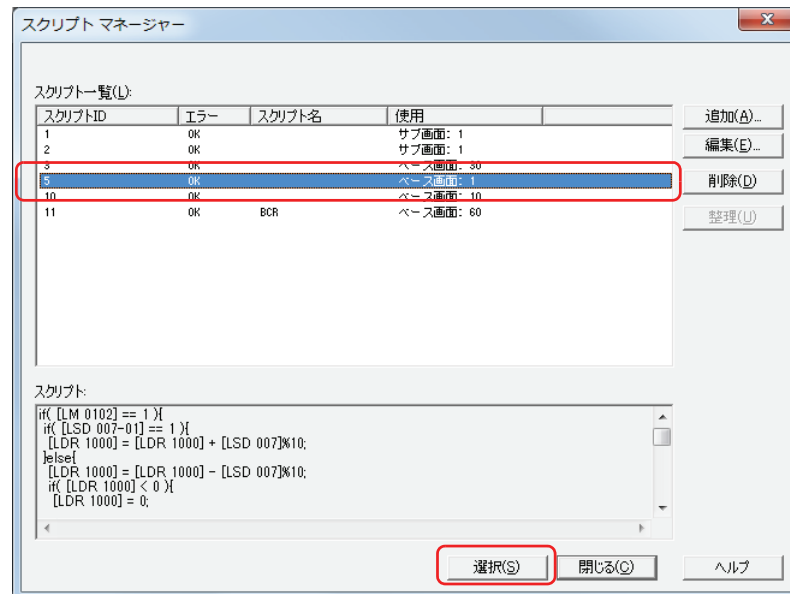 スクリプト マネージャー
スクリプト一覧(L):
スクリプトID エラー スクリプト名 使用
1 OK サブ画面: 1
2 OK サブ画面: 1
3 OK ベース画面: 30
5 OK ベース画面: 1
10 OK ベース画面: 10
11 OK BCR ベース画面: 60
追加(A)...
編集(E)...
削除(D)
整理(U)
スクリプト:
if( [LM 0102] == 1 ){
if( [LSD 007-01] == 1 ){
[LDR 1000] = [LDR 1000] + [LSD 007]%10;
}else{
[LDR 1000] = [LDR 1000] - [LSD 007]%10;
if( [LDR 1000] < 0 ){
[LDR 1000] = 0;
選択(S) 閉じる(C) ヘルプ